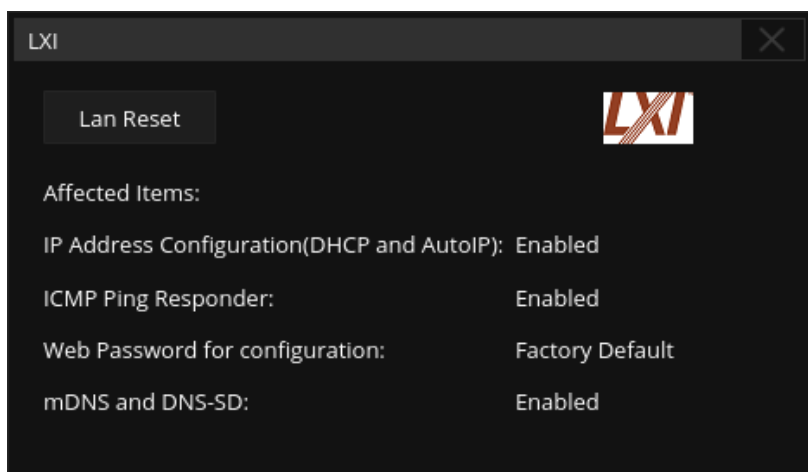 LXI
Lan Reset
LXI
Affected Items:
IP Address Configuration(DHCP and AutoIP): Enabled
ICMP Ping Responder: Enabled
Web Password for configuration: Factory Default
mDNS and DNS-SD: Enabled